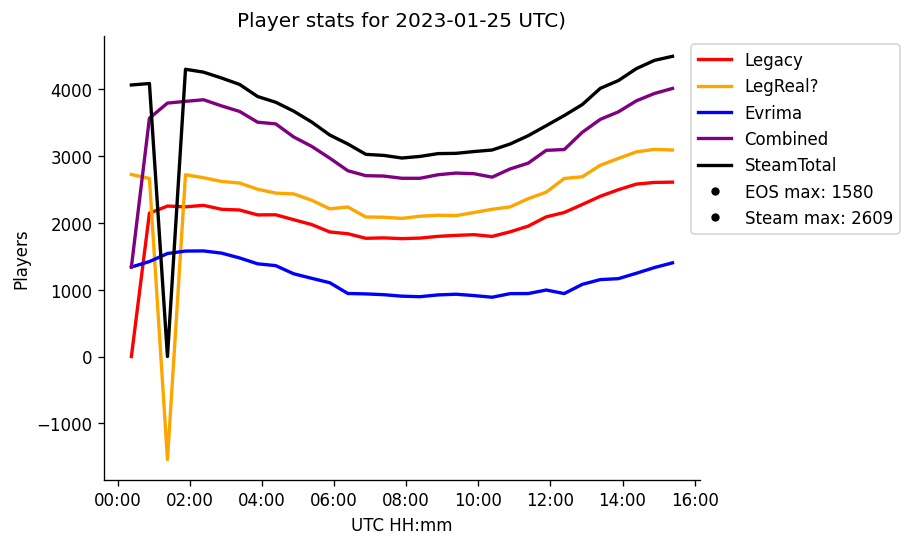 Player stats for 2023-01-25 UTC)
Legacy
LegReal?
Evrima
Combined
SteamTotal
EOS max: 1580
Steam max: 2609
Players
4000
3000
2000
1000
0
−1000
00:00 02:00 04:00 06:00 08:00 10:00 12:00 14:00 16:00
UTC HH:mm